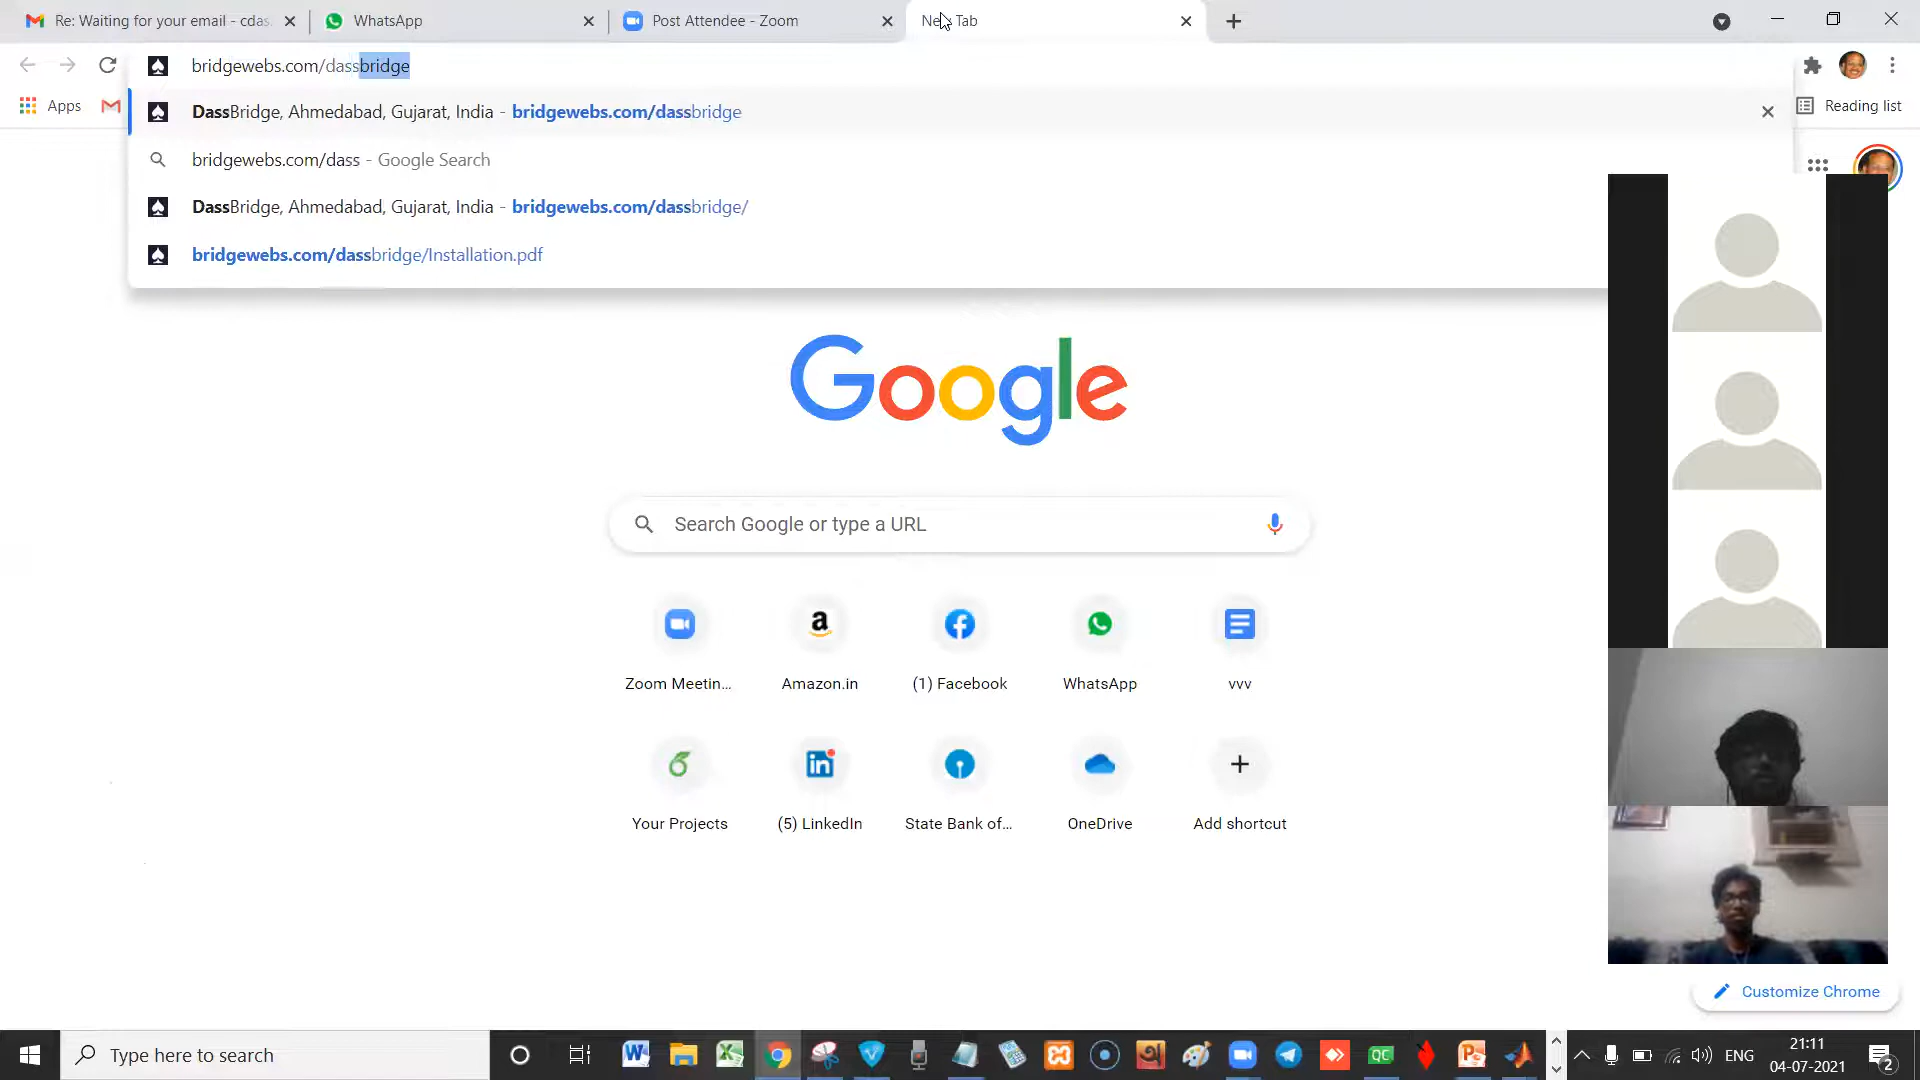 Re: Waiting for your email - cdas
WhatsApp
Post Attendee - Zoom
New Tab
bridgewebs.com/dassbridge
Apps
Reading list
DassBridge, Ahmedabad, Gujarat, India - bridgewebs.com/dassbridge
bridgewebs.com/dass - Google Search
DassBridge, Ahmedabad, Gujarat, India - bridgewebs.com/dassbridge/
bridgewebs.com/dassbridge/Installation.pdf
Google
Search Google or type a URL
Zoom Meetin...
Amazon.in
(1) Facebook
WhatsApp
vvv
Your Projects
(5) LinkedIn
State Bank of...
OneDrive
Add shortcut
Customize Chrome
Type here to search
QC
ENG
21:11
04-07-2021
2